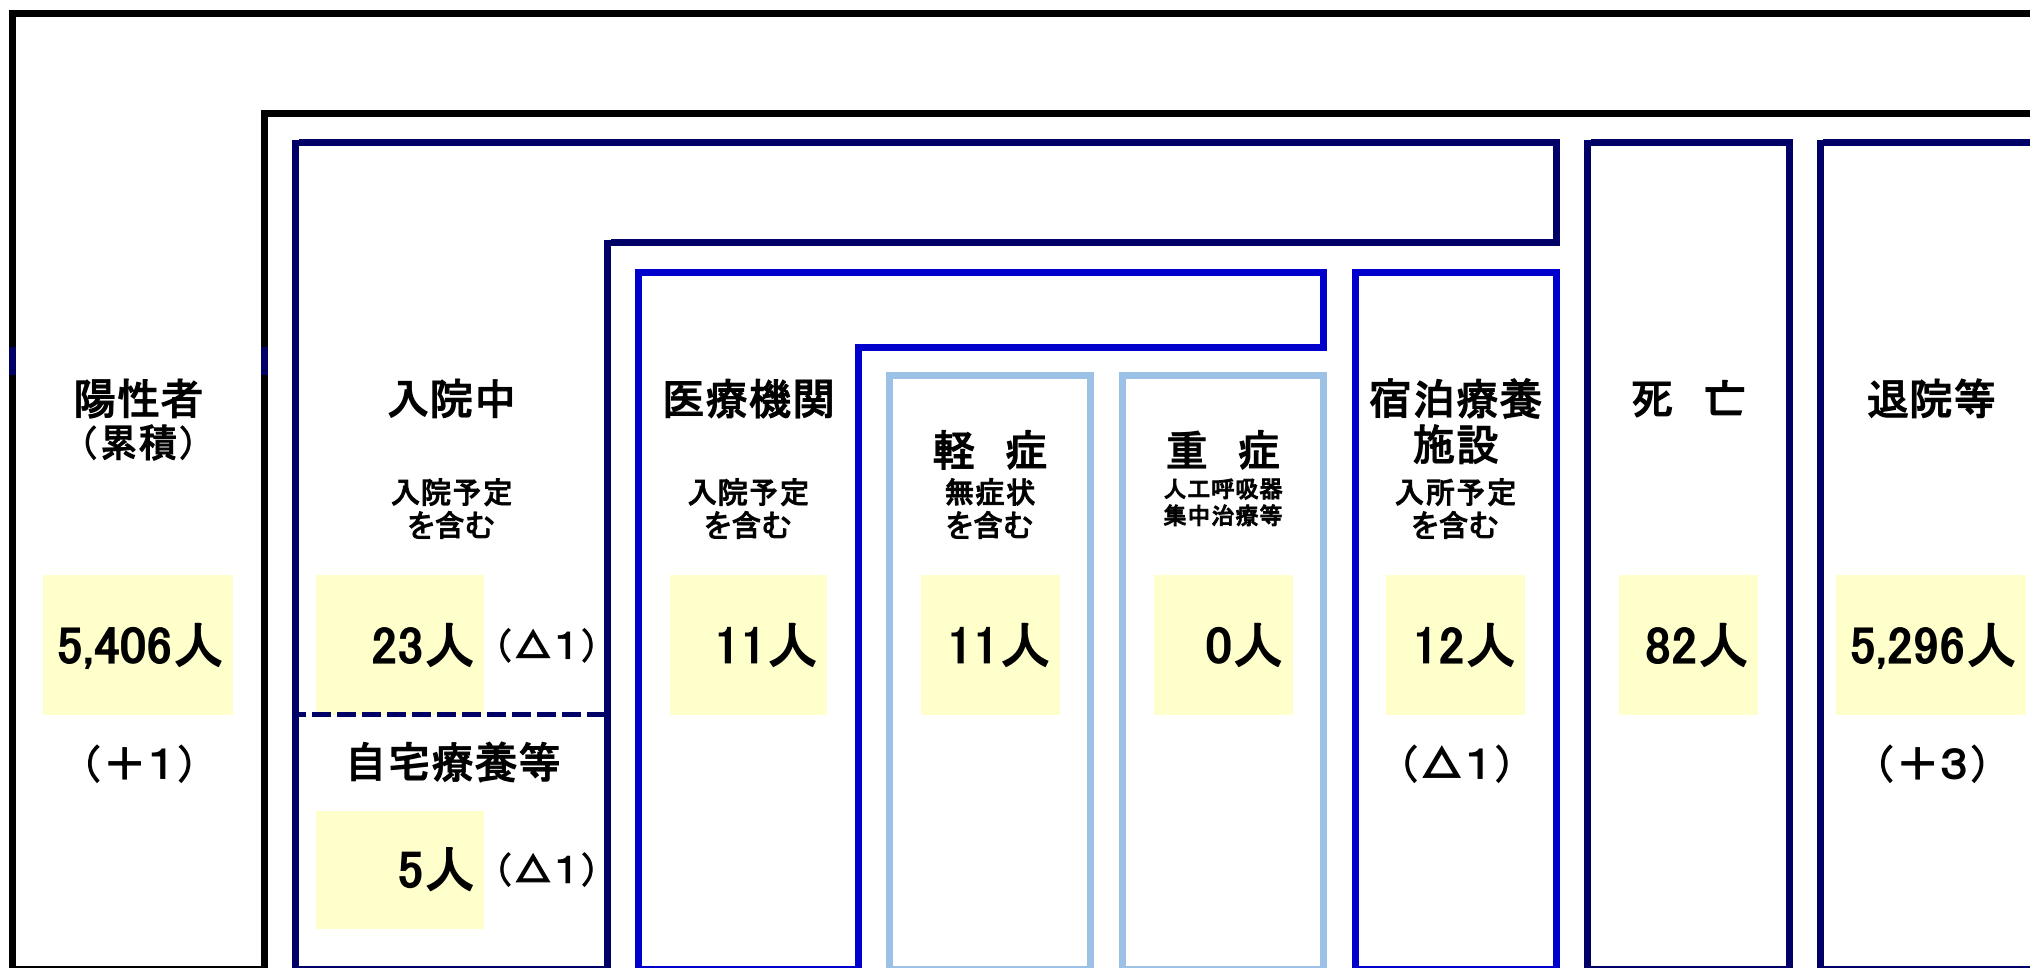 陽性者
（累積）
5,406人
（＋１）
入院中
入院予定
を含む
23人（△１）
自宅療養等
5人（△１）
医療機関
入院予定
を含む
11人
軽　症
無症状
を含む
11人
重　症
人工呼吸器
集中治療等
0人
宿泊療養
施設
入所予定
を含む
12人
（△１）
死　亡
82人
退院等
5,296人
（＋３）